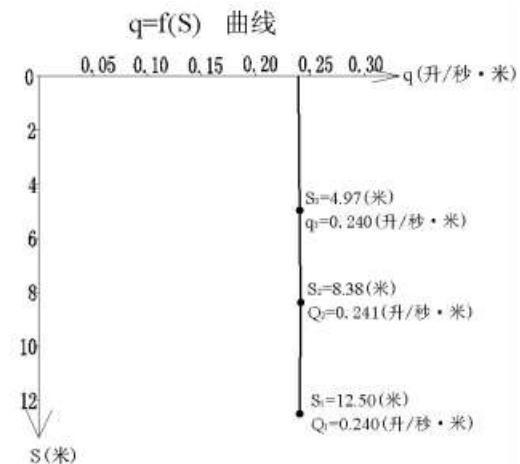 q=f(S) 曲线
0.05 0.10 0.15 0.20 0.25 0.30
q(升/秒·米)
0
2
4
S₃=4.97(米)
q₃=0.240(升/秒·米)
6
8
S₂=8.38(米)
Q₂=0.241(升/秒·米)
10
12
S₁=12.50(米)
Q₁=0.240(升/秒·米)
S(米)